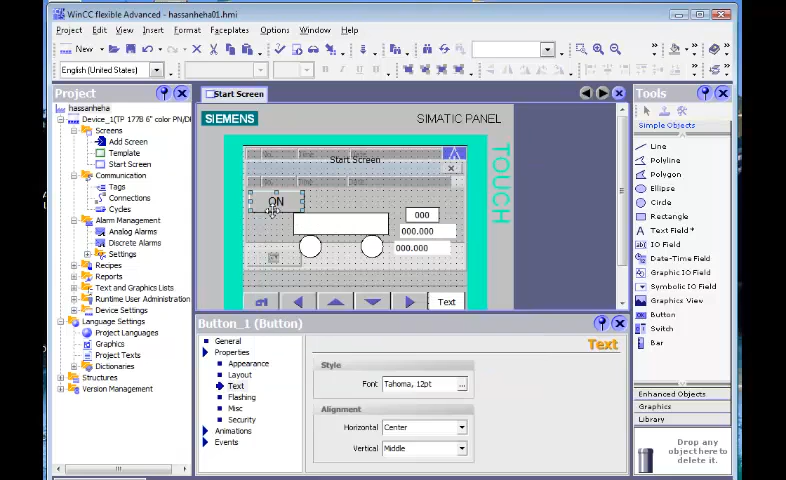 WinCC flexible Advanced - hassanheha01.hmi
Project Edit View Insert Format Faceplates Options Window Help
New
English (United States)
Project
hassanheha
Device_1(TP 177B 6" color PN/D
Screens
Add Screen
Template
Start Screen
Communication
Tags
Connections
Cycles
Alarm Management
Analog Alarms
Discrete Alarms
Settings
Recipes
Reports
Text and Graphics Lists
Runtime User Administration
Device Settings
Language Settings
Project Languages
Graphics
Project Texts
Dictionaries
Structures
Version Management
Start Screen
SIEMENS
SIMATIC PANEL
TOUCH
Start Screen
Time
ON
000
000.000
000.000
Text
Button_1 (Button)
Text
General
Properties
Appearance
Layout
Text
Flashing
Misc
Security
Animations
Events
Style
Font Tahoma, 12pt ...
Alignment
Horizontal Center
Vertical Middle
Tools
Simple Objects
Line
Polyline
Polygon
Ellipse
Circle
Rectangle
Text Field *
IO Field
Date-Time Field
Graphic IO Field
Symbolic IO Field
Graphics View
Button
Switch
Bar
Enhanced Objects
Graphics
Library
Drop any
object here to
delete it.